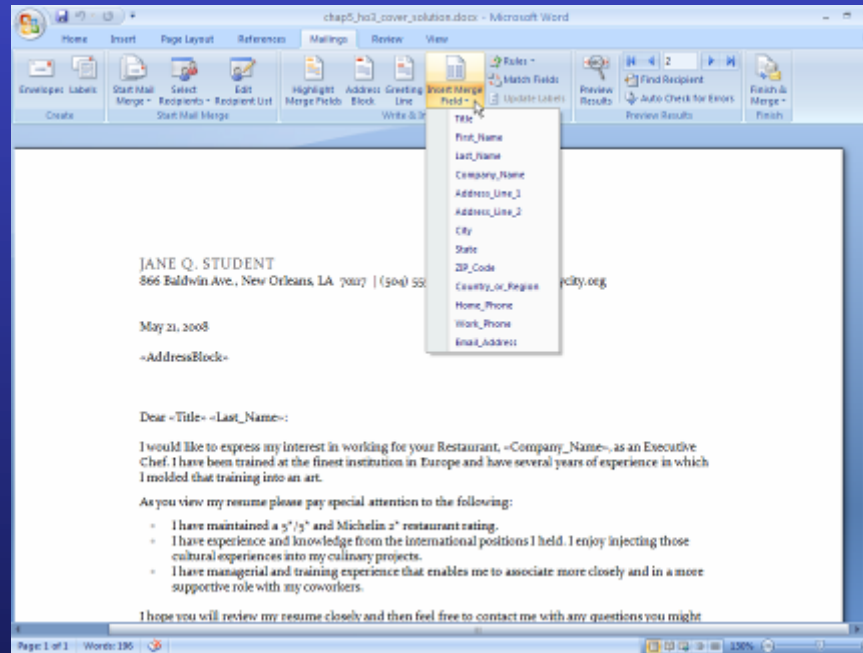 chap5_ho3_cover_solution.docx - Microsoft Word
Home Insert Page Layout References Mailings Review View
Envelopes Labels Start Mail Merge Select Recipients Edit Recipient List Highlight Merge Fields Address Block Greeting Line Insert Merge Field Rules Match Fields Update Labels Preview Results 2 Find Recipient Auto Check for Errors Finish & Merge
Create Start Mail Merge Write & Preview Results Finish
Title
First_Name
Last_Name
Company_Name
Address_Line_1
Address_Line_2
City
State
ZIP_Code
Country_or_Region
Home_Phone
Work_Phone
Email_Address
JANE Q. STUDENT
866 Baldwin Ave., New Orleans, LA 70117 | (504) 55 ycity.org
May 21, 2008
«AddressBlock»
Dear «Title» «Last_Name»:
I would like to express my interest in working for your Restaurant, «Company_Name», as an Executive
Chef. I have been trained at the finest institution in Europe and have several years of experience in which
I molded that training into an art.
As you view my resume please pay special attention to the following:
I have maintained a 5*/5* and Michelin 2* restaurant rating.
I have experience and knowledge from the international positions I held. I enjoy injecting those
cultural experiences into my culinary projects.
I have managerial and training experience that enables me to associate more closely and in a more
supportive role with my coworkers.
I hope you will review my resume closely and then feel free to contact me with any questions you might
Page: 1 of 1 Words: 196 150%